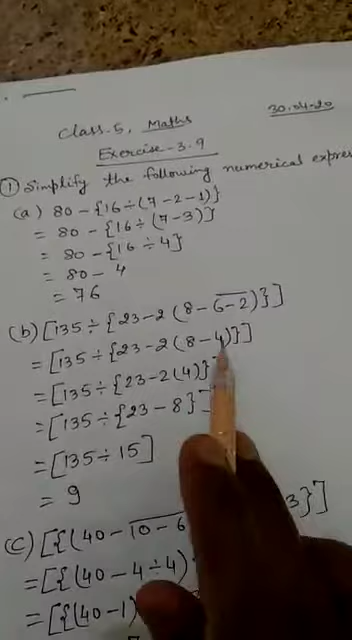 30.04.20
Class-5, Maths
Exercise-3.9
① Simplify the following numerical
(a) 80 - {16÷(7-2-1)}
= 80 - {16÷(7-3)}
= 80 - {16÷4}
= 80 - 4
= 76
(b) [135 ÷ {23-2(8-6-2)}]
= [135 ÷ {23-2(8-4)}]
= [135 ÷ {23-2(4)}
= [135 ÷ {23-8}]
= [135 ÷ 15]
= 9
(c) [{(40-10-6 3}]
= [{(40-4÷4)
= [{(40-1)